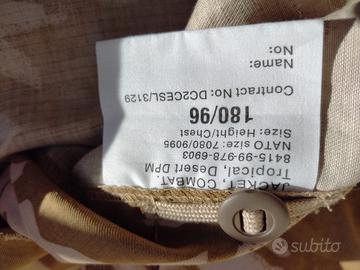 JACKET, COMBAT.
Tropical, Desert DPM
8415-99-978-6903
NATO size: 7080/9095
Size: Height/Chest
180/96
Contract No: DC2CESL/3129
Name:
No:
subito